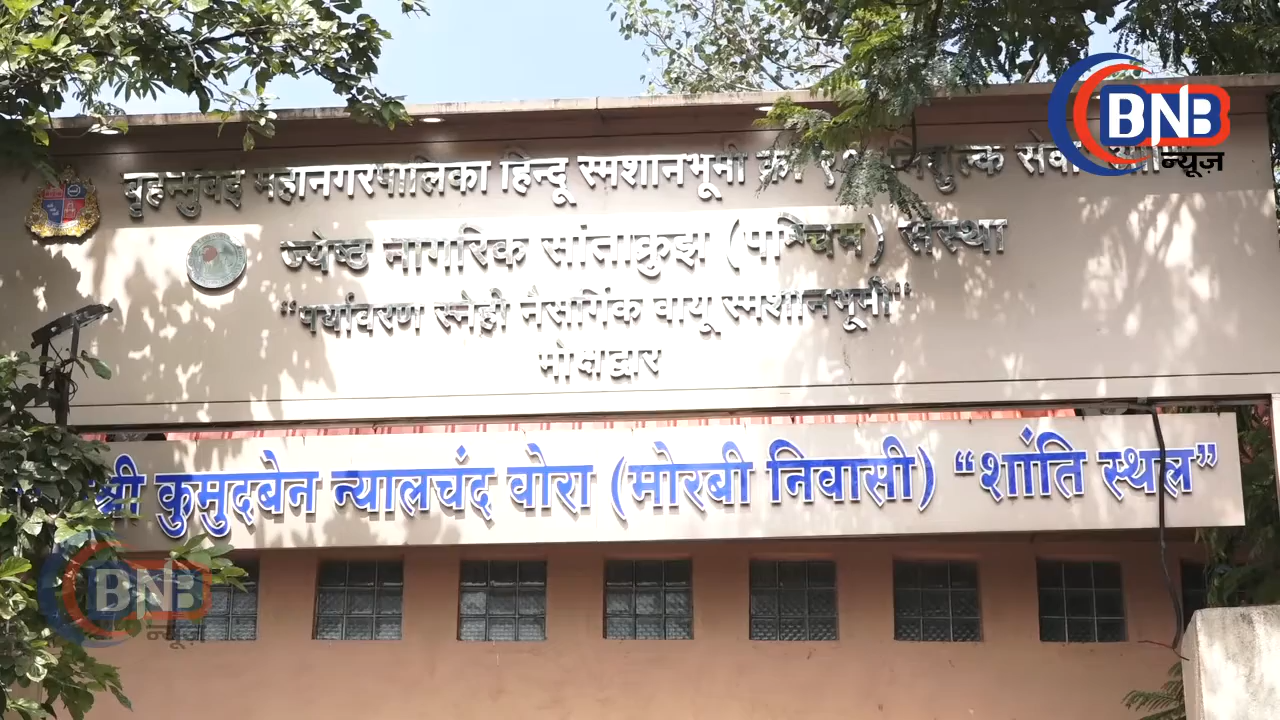 BNB
न्यूज़
बृहन्मुंबई महानगरपालिका हिन्दू स्मशानभूमी क्र
ज्येष्ठ नागरिक सांताक्रुझ (पश्चिम) संस्था
“पर्यावरण स्नेही नैसर्गिक वायू स्मशानभूमी“
मोक्षद्वार
श्री कुमुदबेन न्यालचंद वोरा (मोरबी निवासी) “शांति स्थल”
BNB
न्यूज़